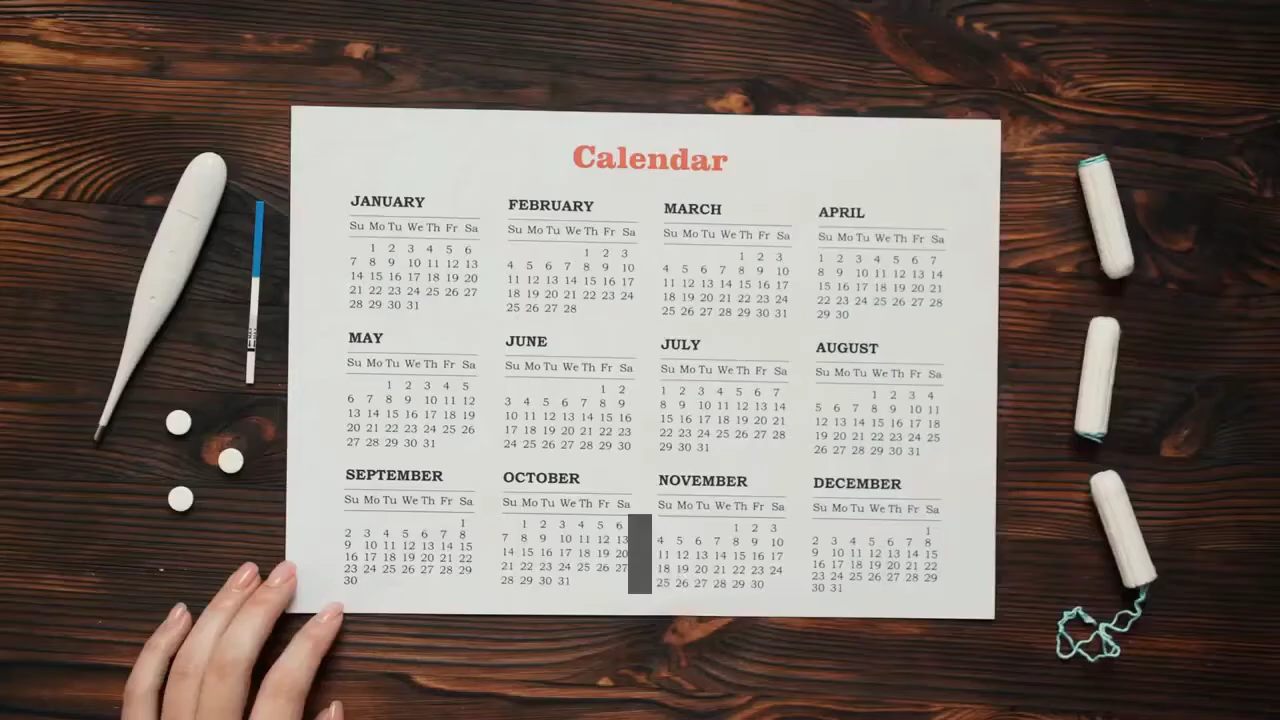 Calendar
JANUARY
Su Mo Tu We Th Fr Sa
1 2 3 4 5 6
7 8 9 10 11 12 13
14 15 16 17 18 19 20
21 22 23 24 25 26 27
28 29 30 31
FEBRUARY
Su Mo Tu We Th Fr Sa
1 2 3
4 5 6 7 8 9 10
11 12 13 14 15 16 17
18 19 20 21 22 23 24
25 26 27 28
MARCH
Su Mo Tu We Th Fr Sa
1 2 3
4 5 6 7 8 9 10
11 12 13 14 15 16 17
18 19 20 21 22 23 24
25 26 27 28 29 30 31
APRIL
Su Mo Tu We Th Fr Sa
1 2 3 4 5 6 7
8 9 10 11 12 13 14
15 16 17 18 19 20 21
22 23 24 25 26 27 28
29 30
MAY
Su Mo Tu We Th Fr Sa
1 2 3 4 5
6 7 8 9 10 11 12
13 14 15 16 17 18 19
20 21 22 23 24 25 26
27 28 29 30 31
JUNE
Su Mo Tu We Th Fr Sa
1 2
3 4 5 6 7 8 9
10 11 12 13 14 15 16
17 18 19 20 21 22 23
24 25 26 27 28 29 30
JULY
Su Mo Tu We Th Fr Sa
1 2 3 4 5 6 7
8 9 10 11 12 13 14
15 16 17 18 19 20 21
22 23 24 25 26 27 28
29 30 31
AUGUST
Su Mo Tu We Th Fr Sa
1 2 3 4
5 6 7 8 9 10 11
12 13 14 15 16 17 18
19 20 21 22 23 24 25
26 27 28 29 30 31
SEPTEMBER
Su Mo Tu We Th Fr Sa
1
2 3 4 5 6 7 8
9 10 11 12 13 14 15
16 17 18 19 20 21 22
23 24 25 26 27 28 29
30
OCTOBER
Su Mo Tu We Th Fr Sa
1 2 3 4 5 6
7 8 9 10 11 12 13
14 15 16 17 18 19 20
21 22 23 24 25 26 27
28 29 30 31
NOVEMBER
Su Mo Tu We Th Fr Sa
1 2 3
4 5 6 7 8 9 10
11 12 13 14 15 16 17
18 19 20 21 22 23 24
25 26 27 28 29 30
DECEMBER
Su Mo Tu We Th Fr Sa
1
2 3 4 5 6 7 8
9 10 11 12 13 14 15
16 17 18 19 20 21 22
23 24 25 26 27 28 29
30 31